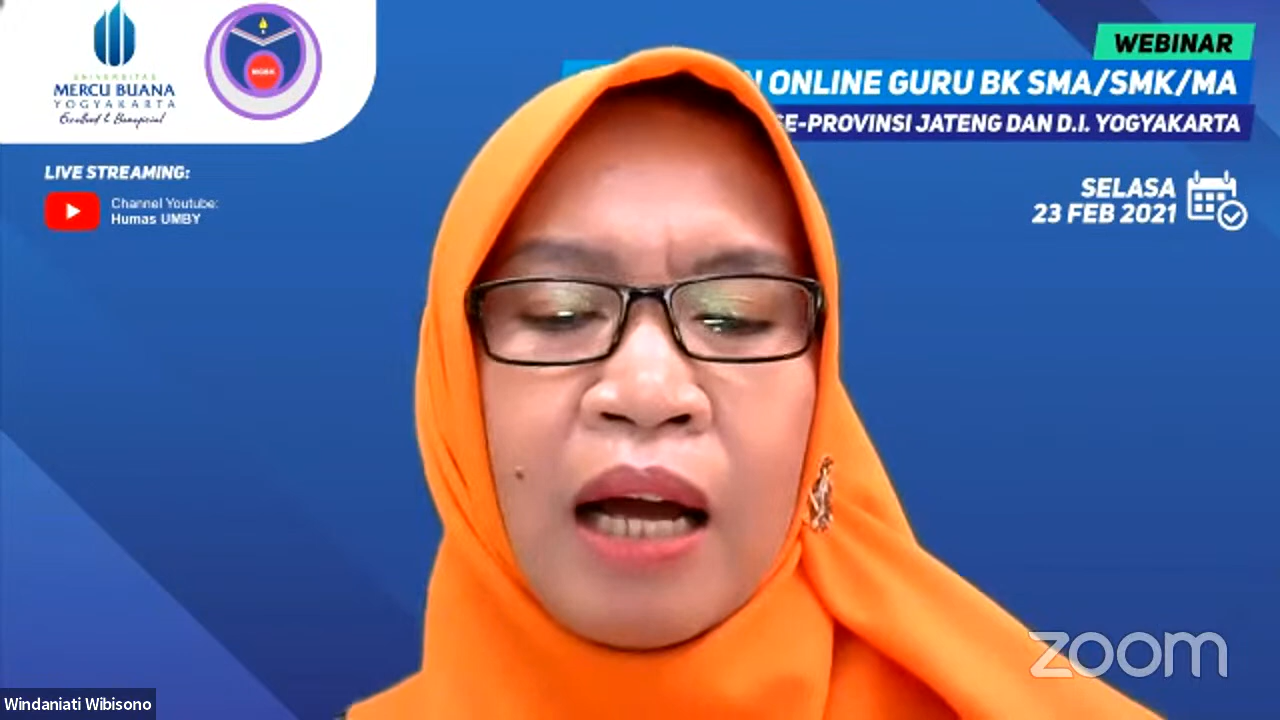 UNIVERSITAS
MERCU BUANA
YOGYAKARTA
Excellent & Beneficial
MGBK
LIVE STREAMING:
Channel Youtube:
Humas UMBY
WEBINAR
ONLINE GURU BK SMA/SMK/MA
SE-PROVINSI JATENG DAN D.I. YOGYAKARTA
SELASA
23 FEB 2021
zoom
Windaniati Wibisono